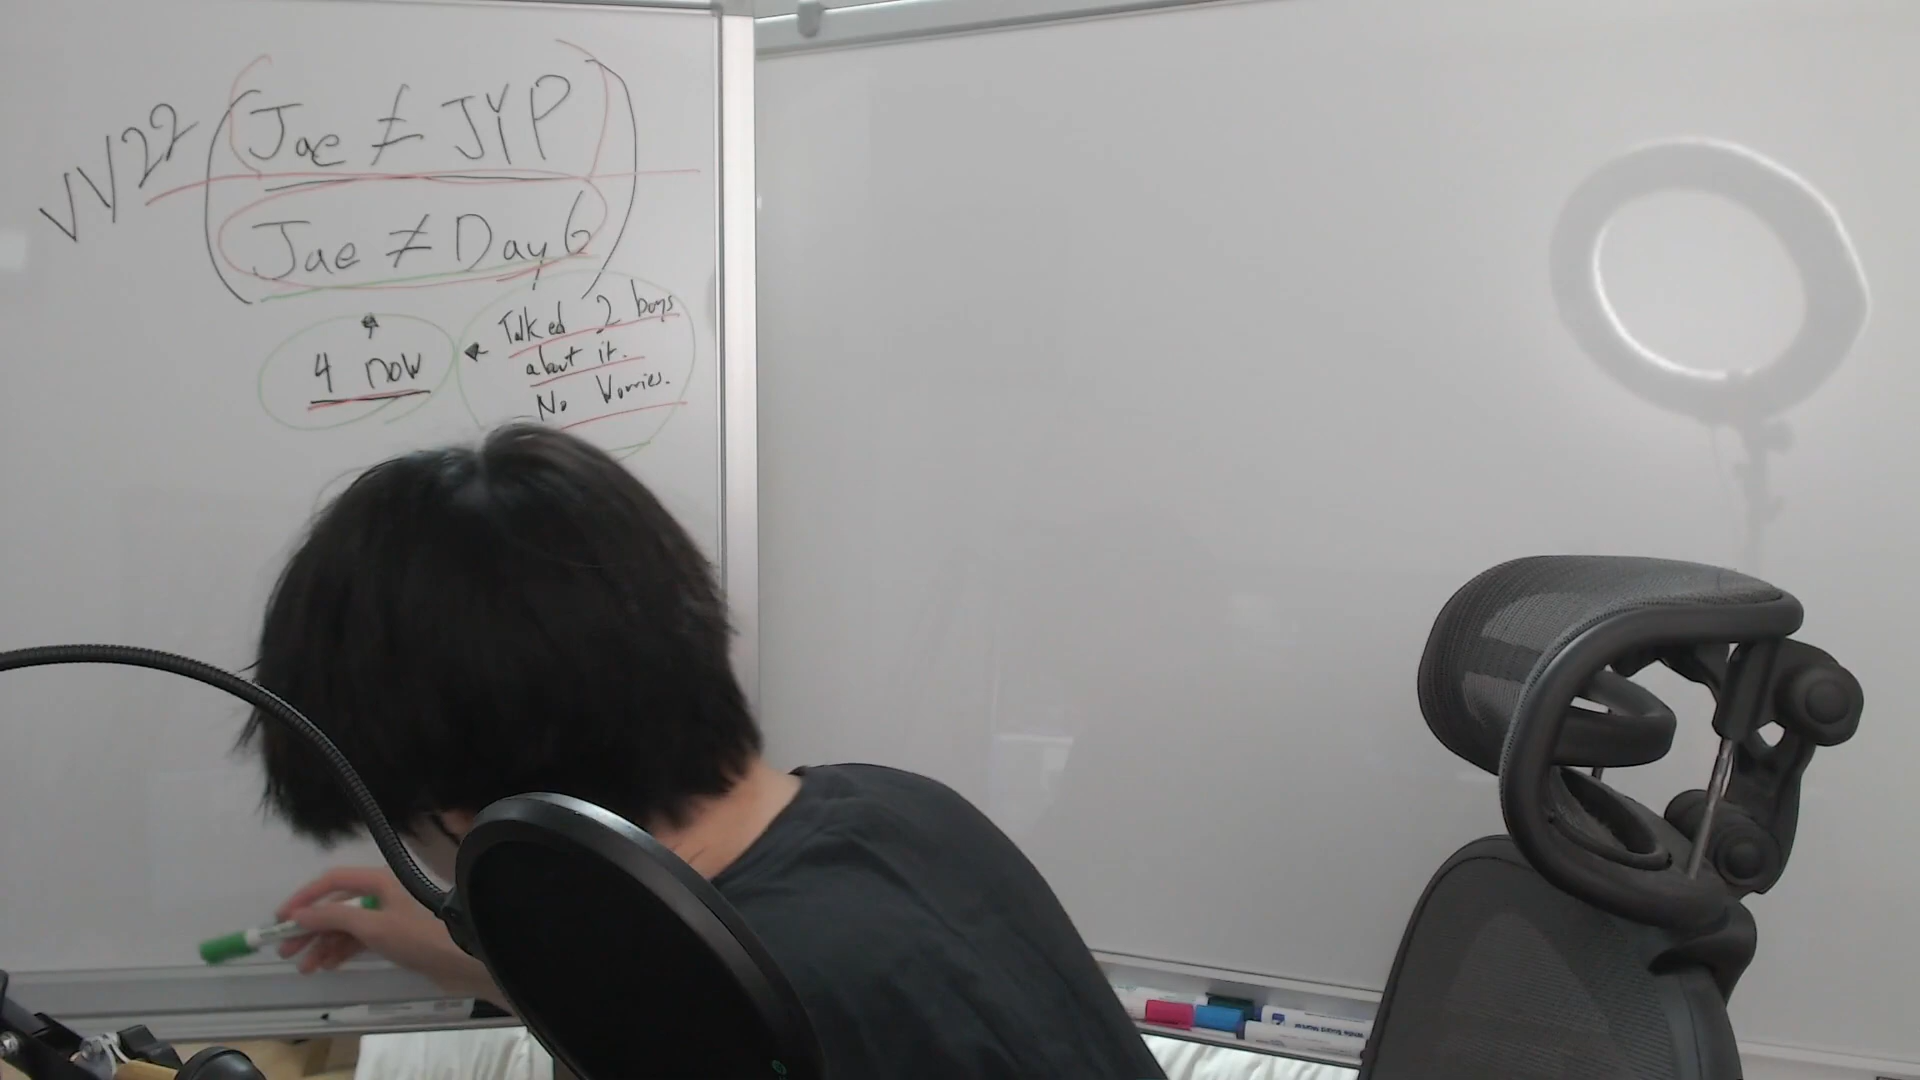 VV22
Jae ≠ JYP
Jae ≠ Day6
4 now
Talked 2 boys
about it.
No Worries.